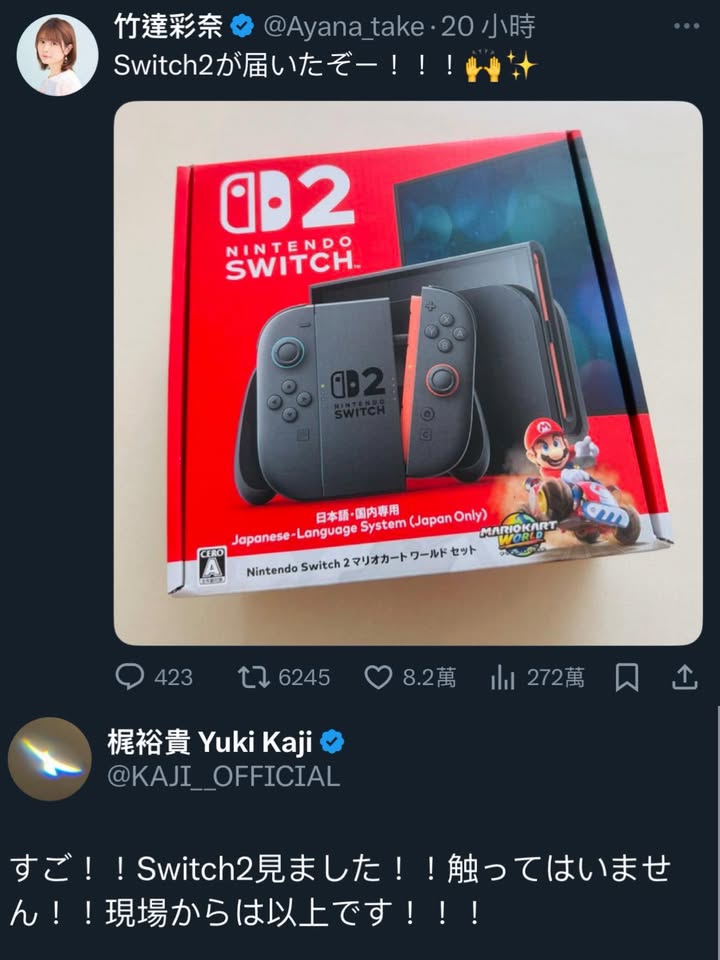 竹達彩奈 @Ayana_take · 20 小時
Switch2が届いたぞー！！！🙌✨
2
NINTENDO
SWITCH™
2
NINTENDO
SWITCH
日本語・国内専用
Japanese-Language System (Japan Only)
MARIOKART
WORLD
CERO
A
Nintendo Switch 2 マリオカート ワールド セット
423 6245 8.2萬 272萬
梶裕貴 Yuki Kaji
@KAJI__OFFICIAL
すご！！Switch2見ました！！触ってはいませ
ん！！現場からは以上です！！！